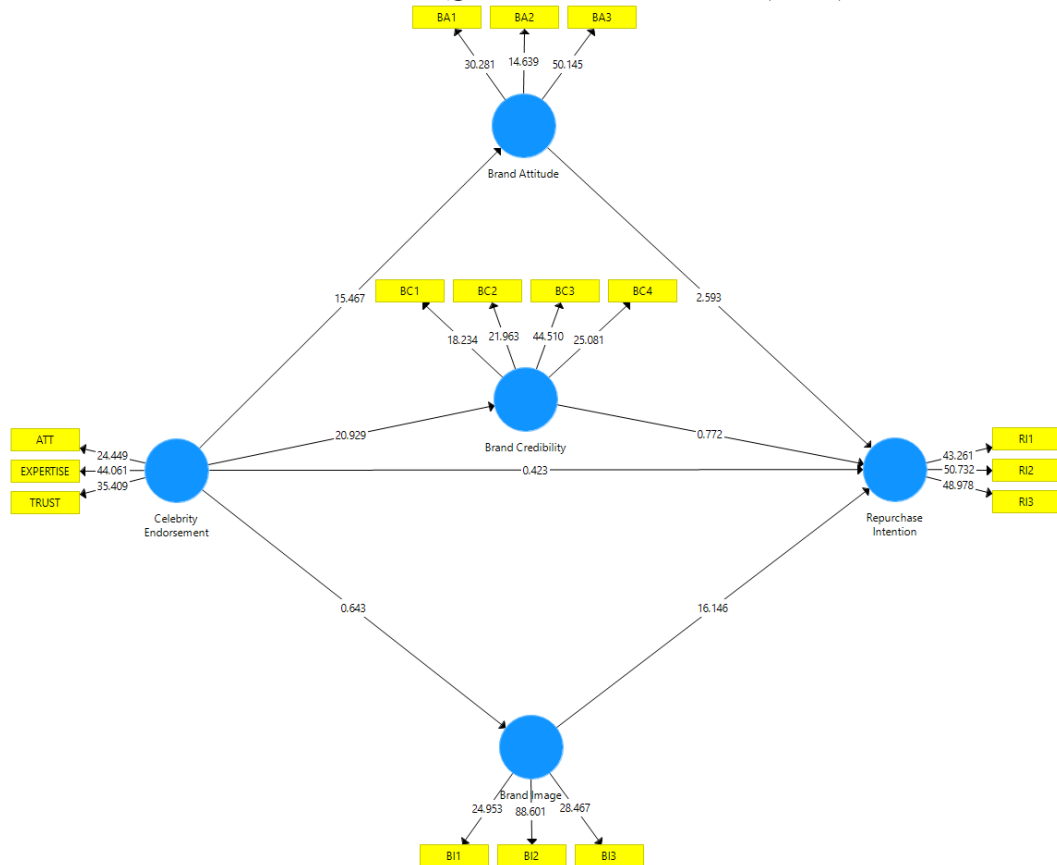 BA1 BA2 BA3
30.281 14.639 50.145
Brand Attitude
15.467 2.593
BC1 BC2 BC3 BC4
18.234 21.963 44.510 25.081
Brand Credibility
20.929 0.772
0.423
ATT
EXPERTISE
TRUST
24.449
44.061
35.409
Celebrity
Endorsement
RI1
RI2
RI3
43.261
50.732
48.978
Repurchase
Intention
0.643 16.146
Brand Image
24.953 88.601 28.467
BI1 BI2 BI3